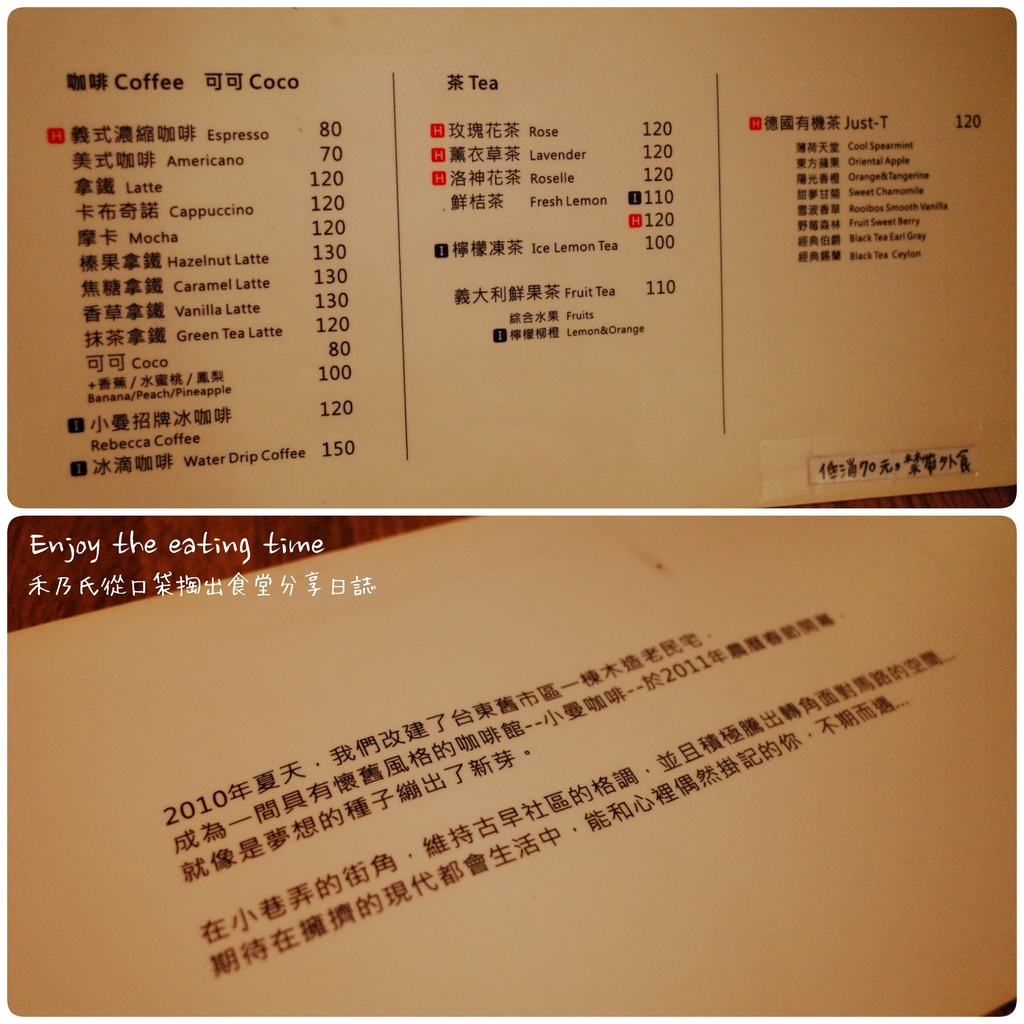 咖啡 Coffee 可可 Coco
H 義式濃縮咖啡 Espresso 80
美式咖啡 Americano 70
拿鐵 Latte 120
卡布奇諾 Cappuccino 120
摩卡 Mocha 120
榛果拿鐵 Hazelnut Latte 130
焦糖拿鐵 Caramel Latte 130
香草拿鐵 Vanilla Latte 130
抹茶拿鐵 Green Tea Latte 120
可可 Coco 80
+香蕉 / 水蜜桃 / 鳳梨 100
Banana/Peach/Pineapple
I 小曼招牌冰咖啡 120
Rebecca Coffee
I 冰滴咖啡 Water Drip Coffee 150
茶 Tea
H 玫瑰花茶 Rose 120
H 薰衣草茶 Lavender 120
H 洛神花茶 Roselle 120
鮮桔茶 Fresh Lemon I 110
H 120
I 檸檬凍茶 Ice Lemon Tea 100
義大利鮮果茶 Fruit Tea 110
綜合水果 Fruits
I 檸檬柳橙 Lemon&Orange
H 德國有機茶 Just-T 120
薄荷天堂 Cool Spearmint
東方蘋果 Oriental Apple
陽光香橙 Orange&Tangerine
甜夢甘菊 Sweet Chamomile
雪波香草 Rooibos Smooth Vanilla
野莓森林 Fruit Sweet Berry
經典伯爵 Black Tea Earl Gray
經典錫蘭 Black Tea Ceylon
低消70元，禁帶外食
Enjoy the eating time
禾乃氏從口袋掏出食堂分享日誌
2010年夏天，我們改建了台東舊市區一棟木造老民宅，
成為一間具有懷舊風格的咖啡館--小曼咖啡--於2011年農曆春節開幕，
就像是夢想的種子繃出了新芽。
在小巷弄的街角，維持古早社區的格調，並且積極騰出轉角面對馬路的空間...
期待在擁擠的現代都會生活中，能和心裡偶然掛記的你，不期而遇...